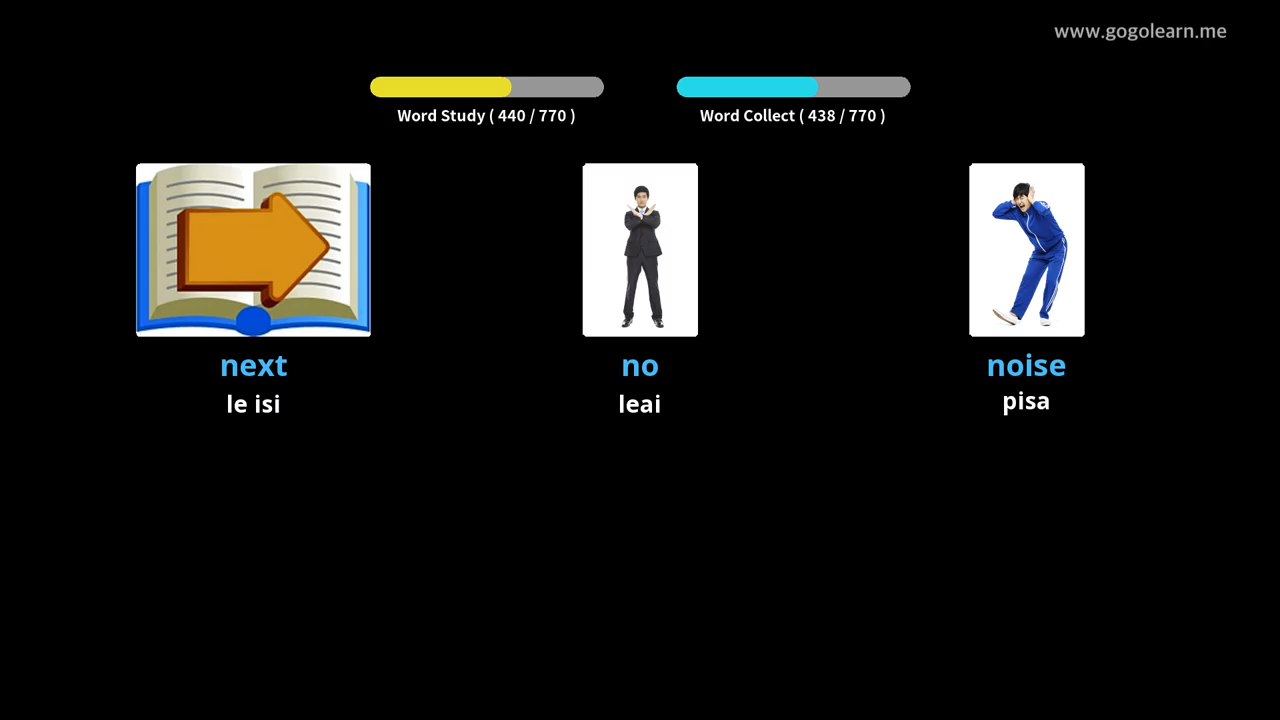 www.gogolearn.me
Word Study ( 440 / 770 )
Word Collect ( 438 / 770 )
next
no
noise
le isi
leai
pisa